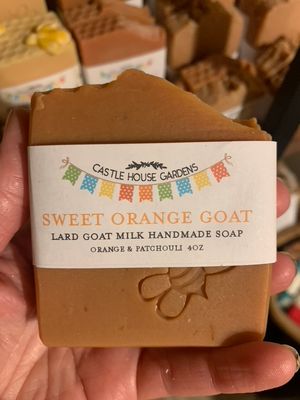 CASTLE HOUSE GARDENS
SWEET ORANGE GOAT
LARD GOAT MILK HANDMADE SOAP
ORANGE & PATCHOULI 4OZ